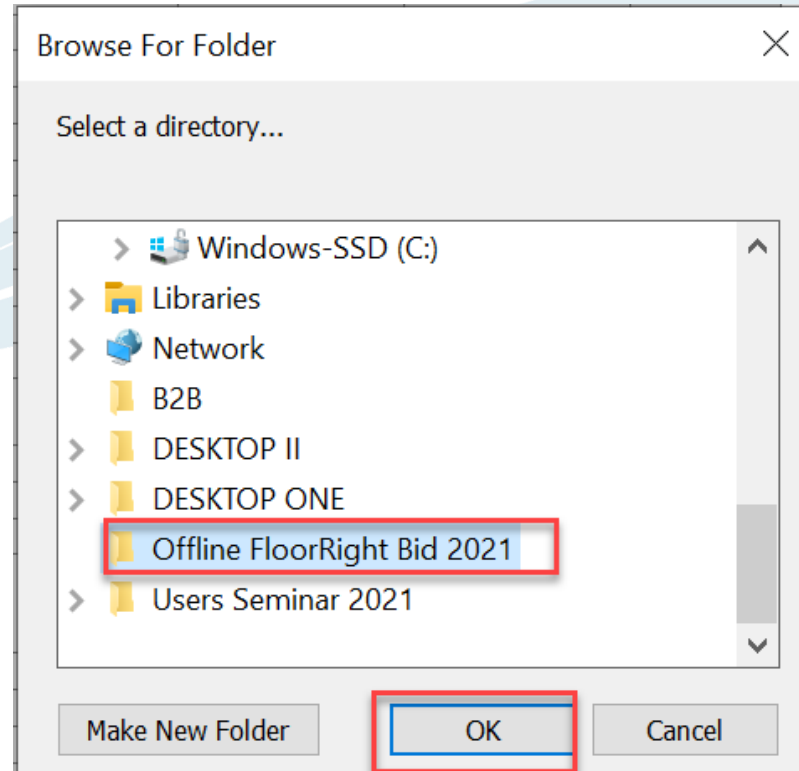 Browse For Folder
Select a directory...
Windows-SSD (C:)
Libraries
Network
B2B
DESKTOP II
DESKTOP ONE
Offline FloorRight Bid 2021
Users Seminar 2021
Make New Folder OK Cancel